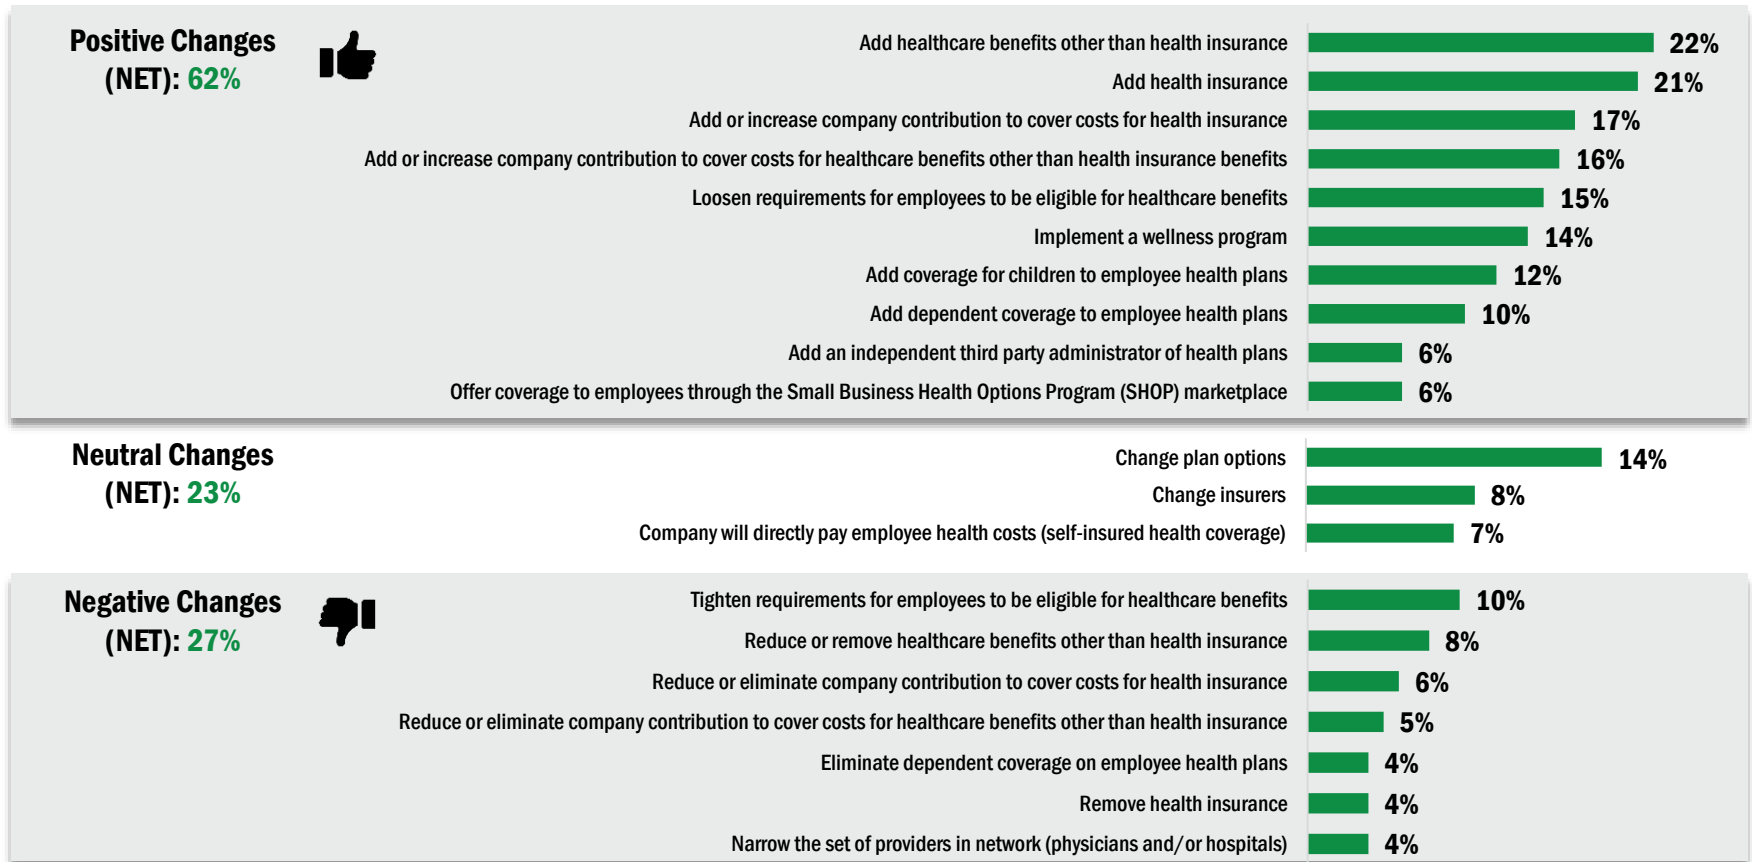 Positive Changes
(NET): 62%
Add healthcare benefits other than health insurance 22%
Add health insurance 21%
Add or increase company contribution to cover costs for health insurance 17%
Add or increase company contribution to cover costs for healthcare benefits other than health insurance benefits 16%
Loosen requirements for employees to be eligible for healthcare benefits 15%
Implement a wellness program 14%
Add coverage for children to employee health plans 12%
Add dependent coverage to employee health plans 10%
Add an independent third party administrator of health plans 6%
Offer coverage to employees through the Small Business Health Options Program (SHOP) marketplace 6%
Neutral Changes
(NET): 23%
Change plan options 14%
Change insurers 8%
Company will directly pay employee health costs (self-insured health coverage) 7%
Negative Changes
(NET): 27%
Tighten requirements for employees to be eligible for healthcare benefits 10%
Reduce or remove healthcare benefits other than health insurance 8%
Reduce or eliminate company contribution to cover costs for health insurance 6%
Reduce or eliminate company contribution to cover costs for healthcare benefits other than health insurance 5%
Eliminate dependent coverage on employee health plans 4%
Remove health insurance 4%
Narrow the set of providers in network (physicians and/or hospitals) 4%